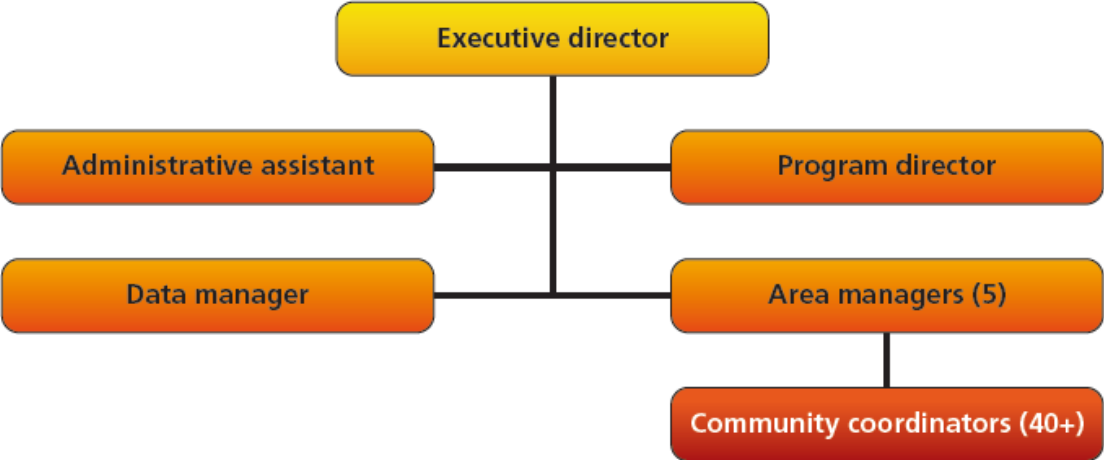 Executive director
Administrative assistant
Program director
Data manager
Area managers (5)
Community coordinators (40+)